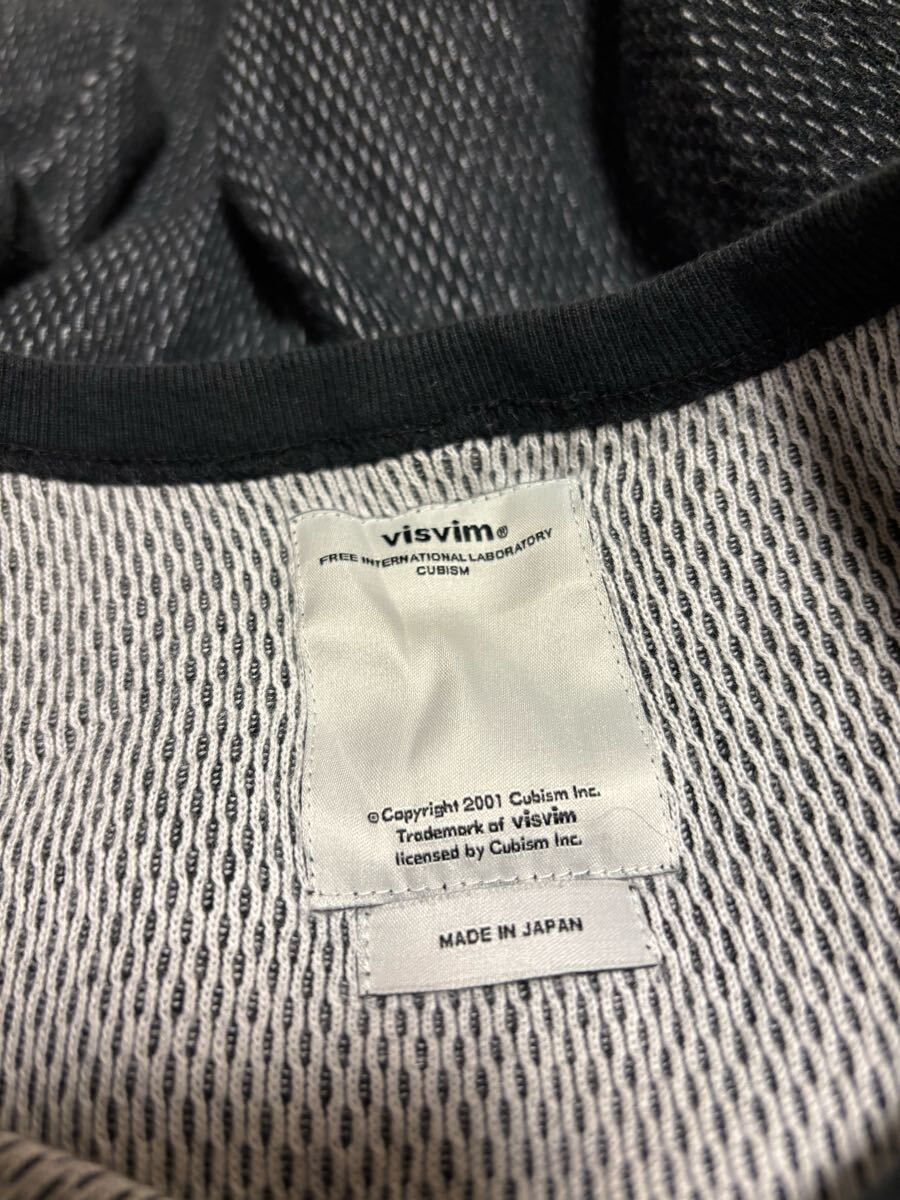 visvim®
FREE INTERNATIONAL LABORATORY
CUBISM
©Copyright 2001 Cubism Inc.
Trademark of visvim
licensed by Cubism Inc.
MADE IN JAPAN